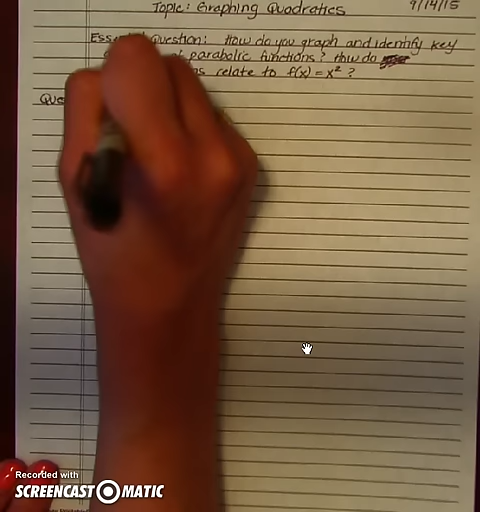 Topic: Graphing Quadratics
9/14/15
Essential Question: How do you graph and identify key
parabolic functions? How do
relate to f(x) = x² ?
Que
Recorded with
SCREENCAST-O-MATIC